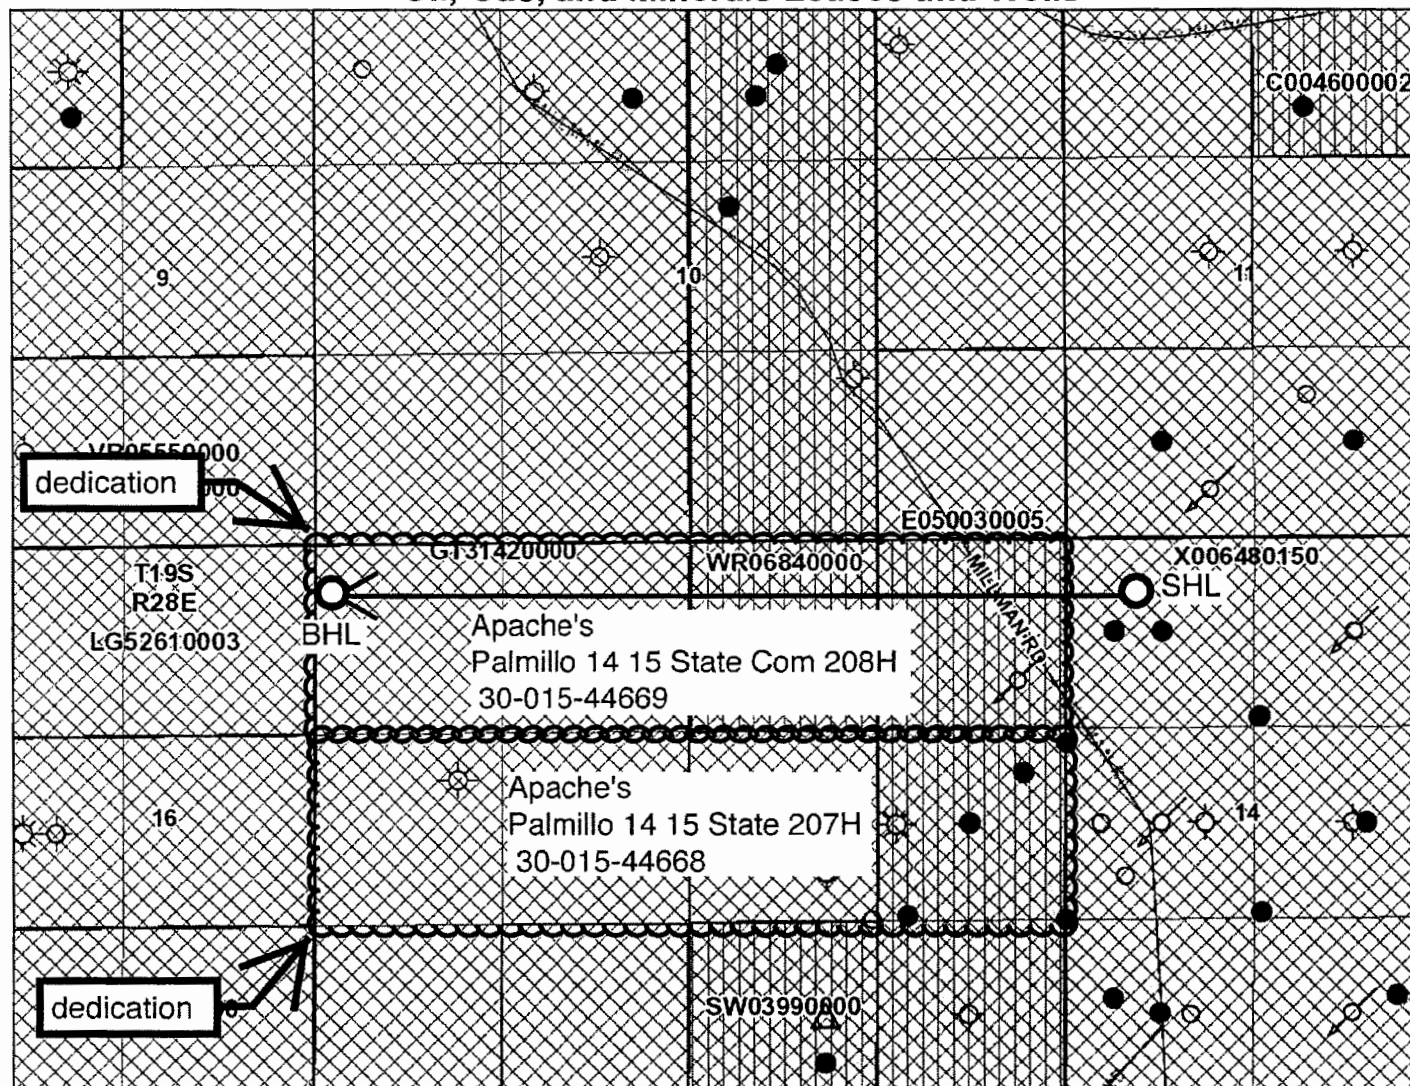 Oil, Gas, and Minerals Leases and Wells
C004600002
9
10
11
VB05550000
dedication
E050030005
GT31420000
WR06840000
X006480150
T19S
R28E
LG52610003
BHL
SHL
MILLMAN RD
Apache's
Palmillo 14 15 State Com 208H
30-015-44669
Apache's
Palmillo 14 15 State 207H
30-015-44668
16
14
dedication
SW03990000